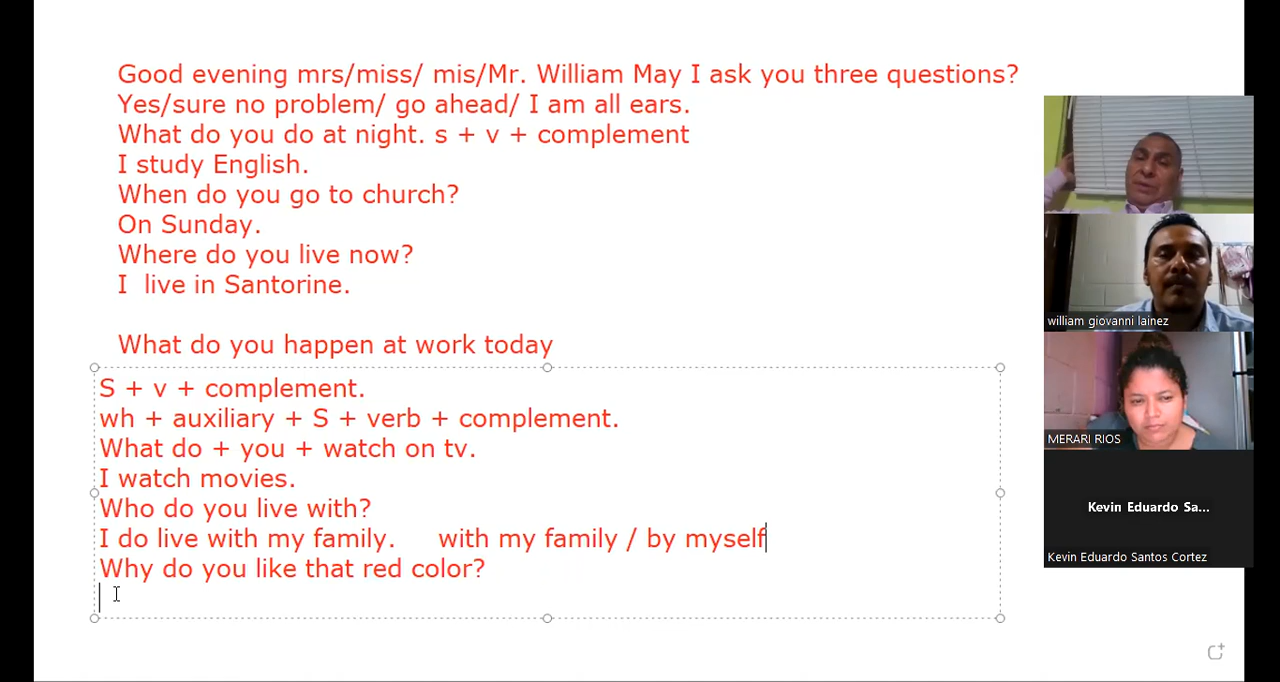 Good evening mrs/miss/ mis/Mr. William May I ask you three questions?
Yes/sure no problem/ go ahead/ I am all ears.
What do you do at night. s + v + complement
I study English.
When do you go to church?
On Sunday.
Where do you live now?
I  live in Santorine.
What do you happen at work today
S + v + complement.
wh + auxiliary + S + verb + complement.
What do + you + watch on tv.
I watch movies.
Who do you live with?
I do live with my family.     with my family / by myself
Why do you like that red color?
william giovanni lainez
MERARI RIOS
Kevin Eduardo Sa...
Kevin Eduardo Santos Cortez